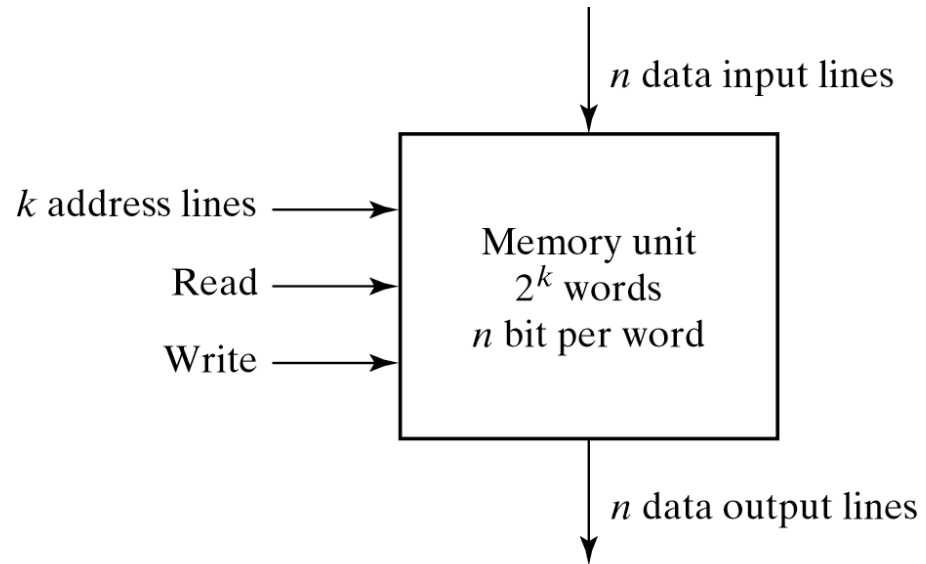 n data input lines
k address lines
Read
Write
Memory unit
2^k words
n bit per word
n data output lines